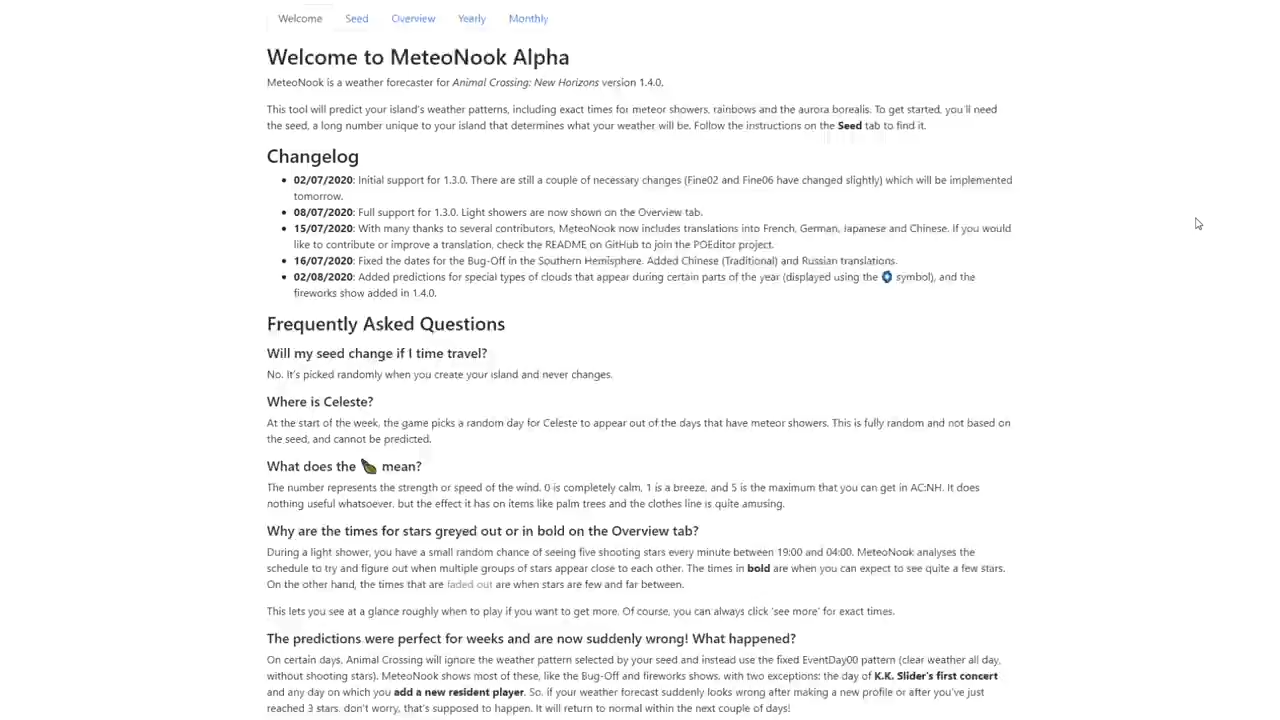 Welcome Seed Overview Yearly Monthly
Welcome to MeteoNook Alpha
MeteoNook is a weather forecaster for Animal Crossing: New Horizons version 1.4.0.
This tool will predict your island's weather patterns, including exact times for meteor showers, rainbows and the aurora borealis. To get started, you'll need
the seed, a long number unique to your island that determines what your weather will be. Follow the instructions on the Seed tab to find it.
Changelog
• 02/07/2020: Initial support for 1.3.0. There are still a couple of necessary changes (Fine02 and Fine06 have changed slightly) which will be implemented
tomorrow.
• 08/07/2020: Full support for 1.3.0. Light showers are now shown on the Overview tab.
• 15/07/2020: With many thanks to several contributors, MeteoNook now includes translations into French, German, Japanese and Chinese. If you would
like to contribute or improve a translation, check the README on GitHub to join the POEditor project.
• 16/07/2020: Fixed the dates for the Bug-Off in the Southern Hemisphere. Added Chinese (Traditional) and Russian translations.
• 02/08/2020: Added predictions for special types of clouds that appear during certain parts of the year (displayed using the symbol), and the
fireworks show added in 1.4.0.
Frequently Asked Questions
Will my seed change if I time travel?
No. It's picked randomly when you create your island and never changes.
Where is Celeste?
At the start of the week, the game picks a random day for Celeste to appear out of the days that have meteor showers. This is fully random and not based on
the seed, and cannot be predicted.
What does the mean?
The number represents the strength or speed of the wind. 0 is completely calm, 1 is a breeze, and 5 is the maximum that you can get in AC:NH. It does
nothing useful whatsoever, but the effect it has on items like palm trees and the clothes line is quite amusing.
Why are the times for stars greyed out or in bold on the Overview tab?
During a light shower, you have a small random chance of seeing five shooting stars every minute between 19:00 and 04:00. MeteoNook analyses the
schedule to try and figure out when multiple groups of stars appear close to each other. The times in bold are when you can expect to see quite a few stars.
On the other hand, the times that are faded out are when stars are few and far between.
This lets you see at a glance roughly when to play if you want to get more. Of course, you can always click 'see more' for exact times.
The predictions were perfect for weeks and are now suddenly wrong! What happened?
On certain days, Animal Crossing will ignore the weather pattern selected by your seed and instead use the fixed EventDay00 pattern (clear weather all day,
without shooting stars). MeteoNook shows most of these, like the Bug-Off and fireworks shows, with two exceptions: the day of K.K. Slider's first concert
and any day on which you add a new resident player. So, if your weather forecast suddenly looks wrong after making a new profile or after you've just
reached 3 stars, don't worry, that's supposed to happen. It will return to normal within the next couple of days!